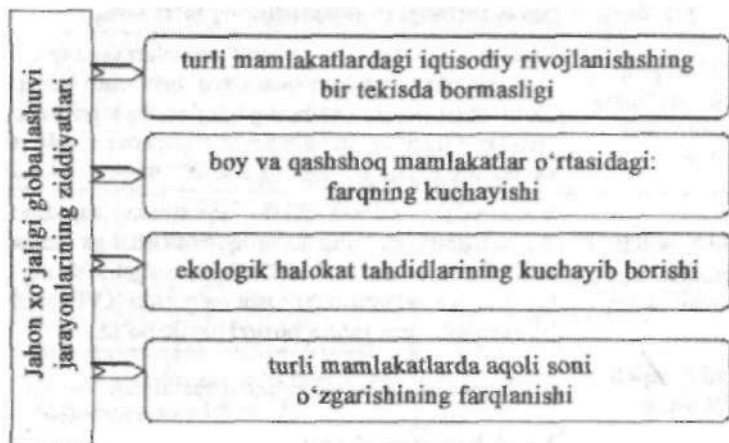 Jahon xo‘jaligi globallashuvi
jarayonlarining ziddiyatlari
turli mamlakatlardagi iqtisodiy rivojlanishshing
bir tekisda bormasligi
boy va qashshoq mamlakatlar o‘rtasidagi:
farqning kuchayishi
ekologik halokat tahdidlarining kuchayib borishi
turli mamlakatlarda aqoli soni
o‘zgarishining farqlanishi